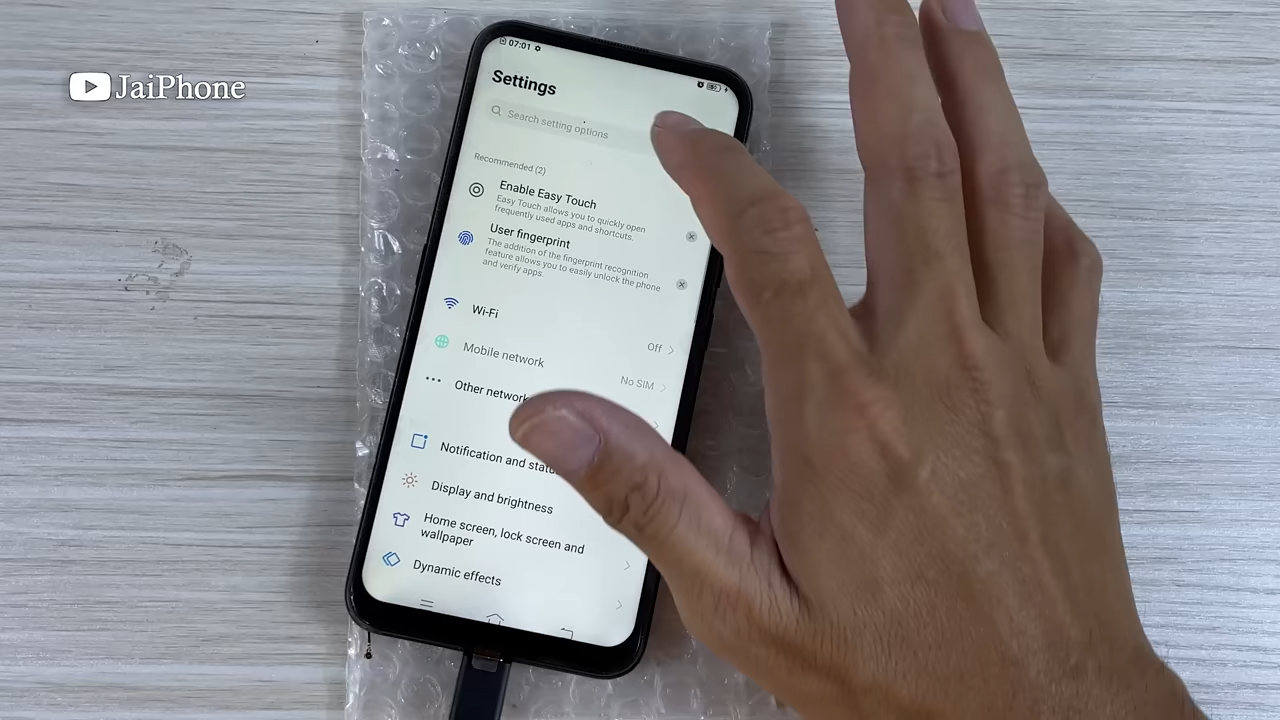 JaiPhone
07:01
Settings
Search setting options
Recommended (2)
Enable Easy Touch
Easy Touch allows you to quickly open
frequently used apps and shortcuts.
User fingerprint
The addition of the fingerprint recognition
feature allows you to easily unlock the phone
and verify apps.
Wi-Fi
Off
Mobile network
No SIM
Other network
Notification and
Display and brightness
Home screen, lock screen and
wallpaper
Dynamic effects